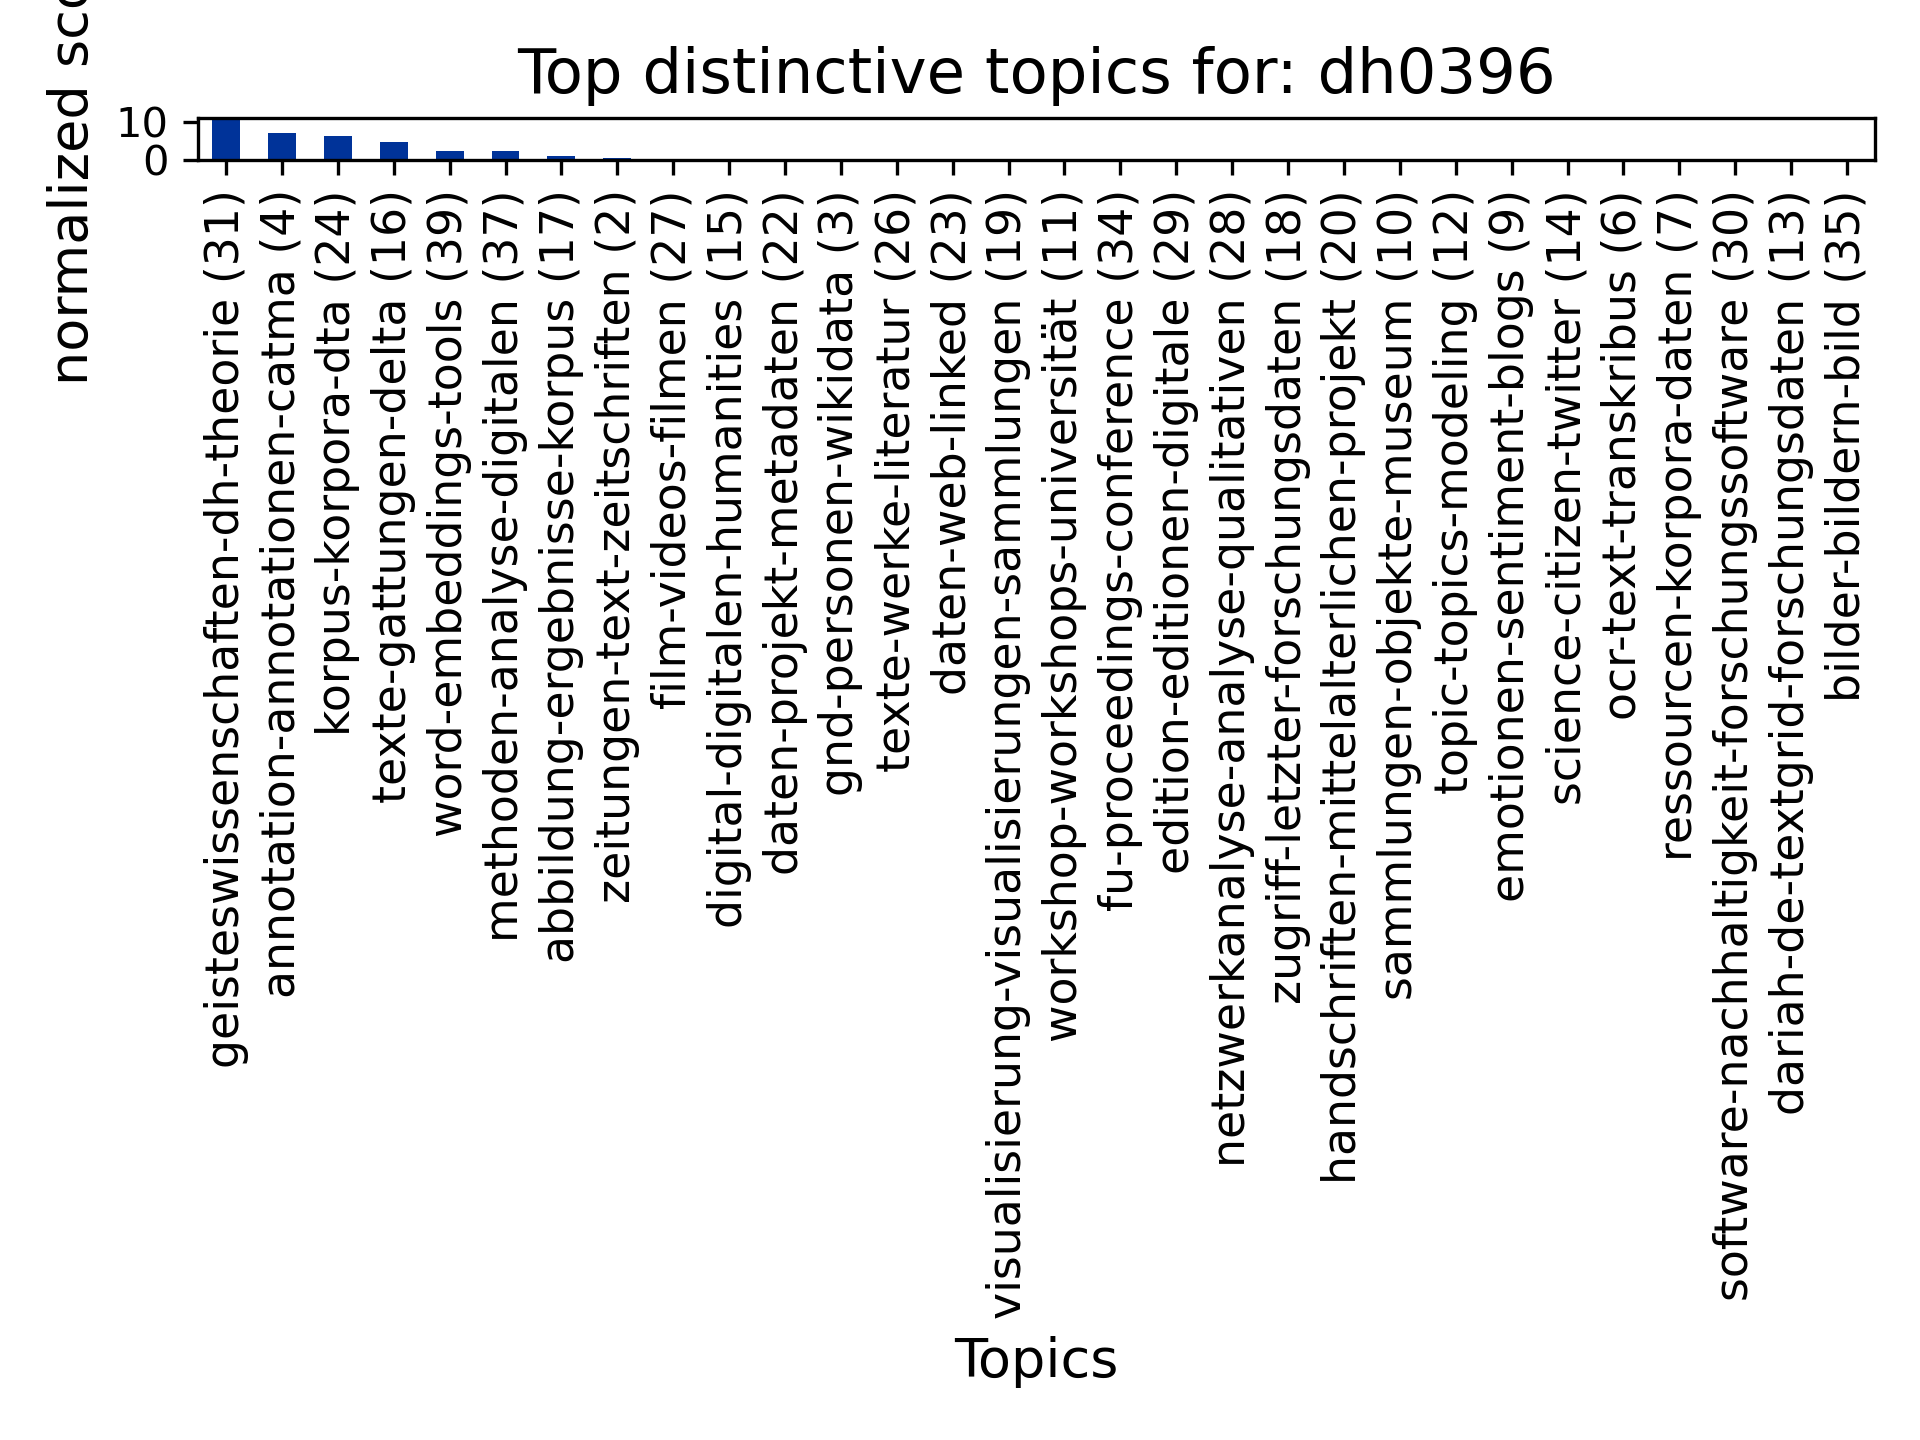 Top distinctive topics for: dh0396
normalized sco
10
0
geisteswissenschaften-dh-theorie (31)
annotation-annotationen-catma (4)
korpus-korpora-dta (24)
texte-gattungen-delta (16)
word-embeddings-tools (39)
methoden-analyse-digitalen (37)
abbildung-ergebnisse-korpus (17)
zeitungen-text-zeitschriften (2)
film-videos-filmen (27)
digital-digitalen-humanities (15)
daten-projekt-metadaten (22)
gnd-personen-wikidata (3)
texte-werke-literatur (26)
daten-web-linked (23)
visualisierung-visualisierungen-sammlungen (19)
workshop-workshops-universität (11)
fu-proceedings-conference (34)
edition-editionen-digitale (29)
netzwerkanalyse-analyse-qualitativen (28)
zugriff-letzter-forschungsdaten (18)
handschriften-mittelalterlichen-projekt (20)
sammlungen-objekte-museum (10)
topic-topics-modeling (12)
emotionen-sentiment-blogs (9)
science-citizen-twitter (14)
ocr-text-transkribus (6)
ressourcen-korpora-daten (7)
software-nachhaltigkeit-forschungssoftware (30)
dariah-de-textgrid-forschungsdaten (13)
bilder-bildern-bild (35)
Topics